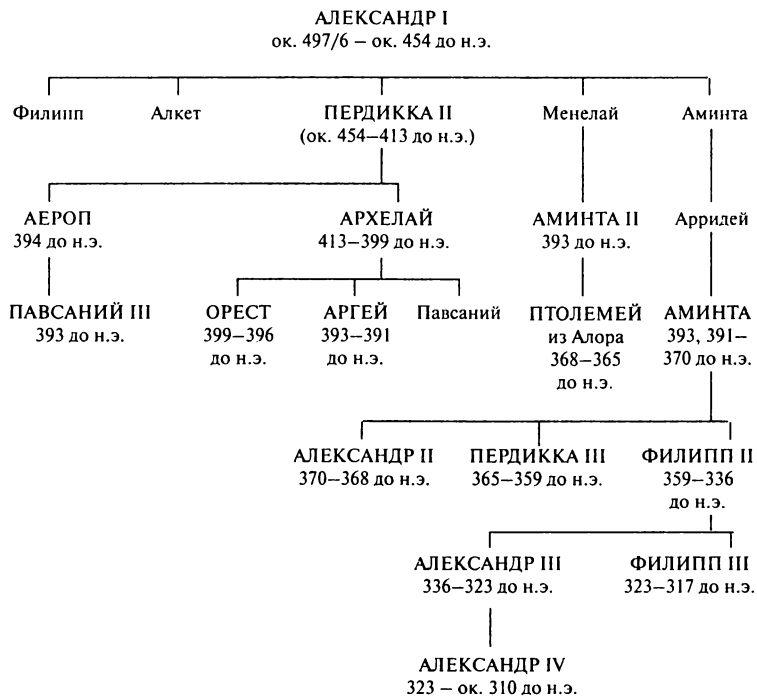 АЛЕКСАНДР I
ок. 497/6 – ок. 454 до н.э.
Филипп
Алкет
ПЕРДИККА II
(ок. 454–413 до н.э.)
Менелай
Аминта
АЕРОП
394 до н.э.
АРХЕЛАЙ
413–399 до н.э.
АМИНТА II
393 до н.э.
Арридей
ПАВСАНИЙ III
393 до н.э.
ОРЕСТ
399–396
до н.э.
АРГЕЙ
393–391
до н.э.
Павсаний
ПТОЛЕМЕЙ
из Алора
368–365
до н.э.
АМИНТА
393, 391–
370 до н.э.
АЛЕКСАНДР II
370–368 до н.э.
ПЕРДИККА III
365–359 до н.э.
ФИЛИПП II
359–336
до н.э.
АЛЕКСАНДР III
336–323 до н.э.
ФИЛИПП III
323–317 до н.э.
АЛЕКСАНДР IV
323 – ок. 310 до н.э.